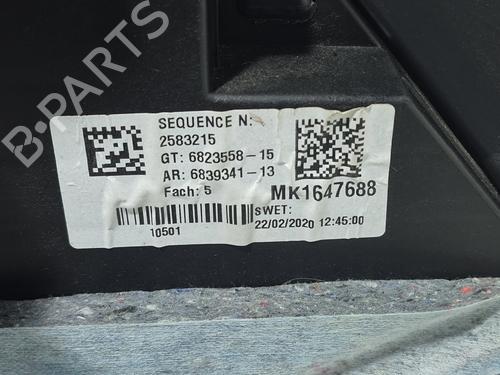 B-PARTS
SEQUENCE N:
2583215
GT: 6823558-15
AR: 6839341-13
Fach: 5
MK1647688
SWET:
22/02/2020 12:45:00
10501